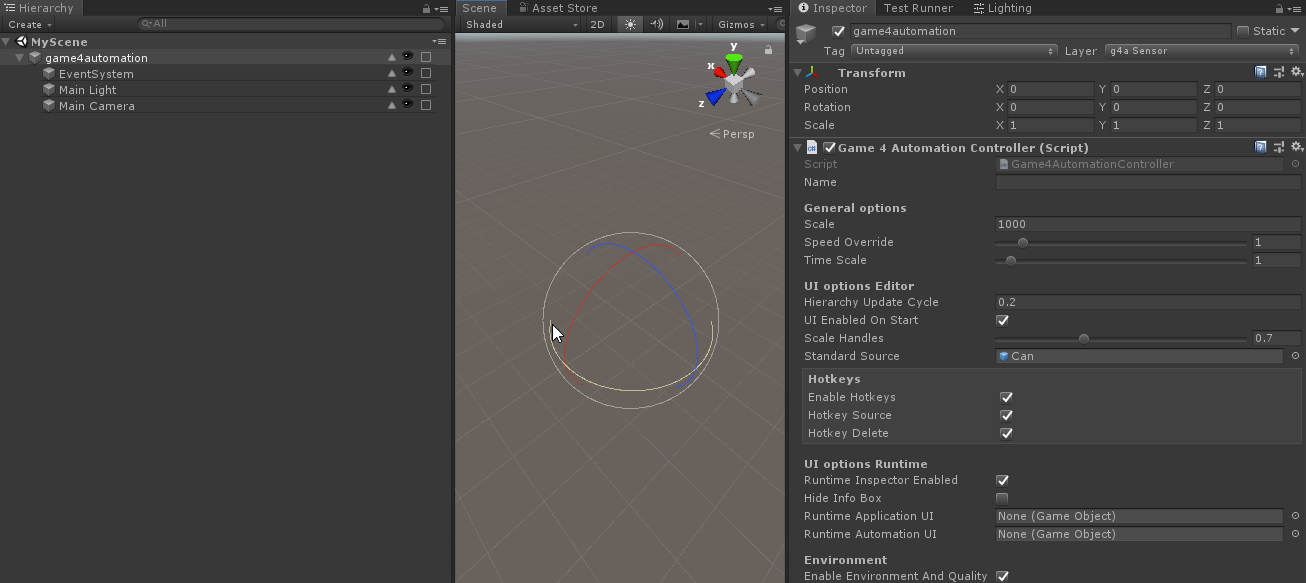 Hierarchy
Create
All
MyScene
game4automation
EventSystem
Main Light
Main Camera
Scene
Asset Store
Shaded
2D
Gizmos
y
x
z
Persp
Inspector
Test Runner
Lighting
game4automation
Static
Tag Untagged Layer g4a Sensor
Transform
Position X 0 Y 0 Z 0
Rotation X 0 Y 0 Z 0
Scale X 1 Y 1 Z 1
Game 4 Automation Controller (Script)
Script Game4AutomationController
Name
General options
Scale 1000
Speed Override 1
Time Scale 1
UI options Editor
Hierarchy Update Cycle 0.2
UI Enabled On Start
Scale Handles 0.7
Standard Source Can
Hotkeys
Enable Hotkeys
Hotkey Source
Hotkey Delete
UI options Runtime
Runtime Inspector Enabled
Hide Info Box
Runtime Application UI None (Game Object)
Runtime Automation UI None (Game Object)
Environment
Enable Environment And Quality